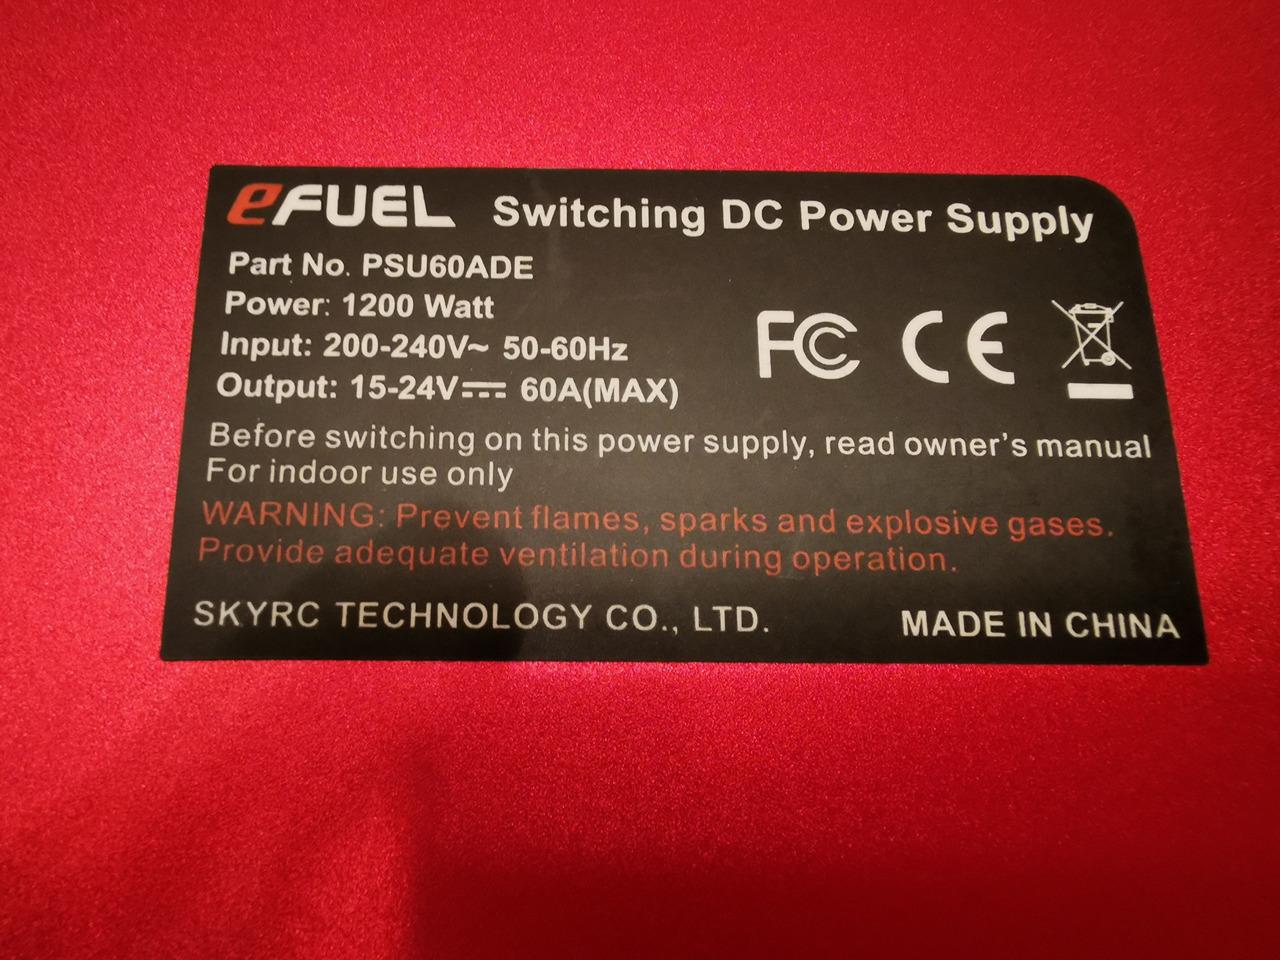 eFUEL Switching DC Power Supply
Part No. PSU60ADE
Power: 1200 Watt
Input: 200-240V~ 50-60Hz
Output: 15-24V⎓ 60A(MAX)
FC CE
Before switching on this power supply, read owner's manual
For indoor use only
WARNING: Prevent flames, sparks and explosive gases.
Provide adequate ventilation during operation.
SKYRC TECHNOLOGY CO., LTD. MADE IN CHINA